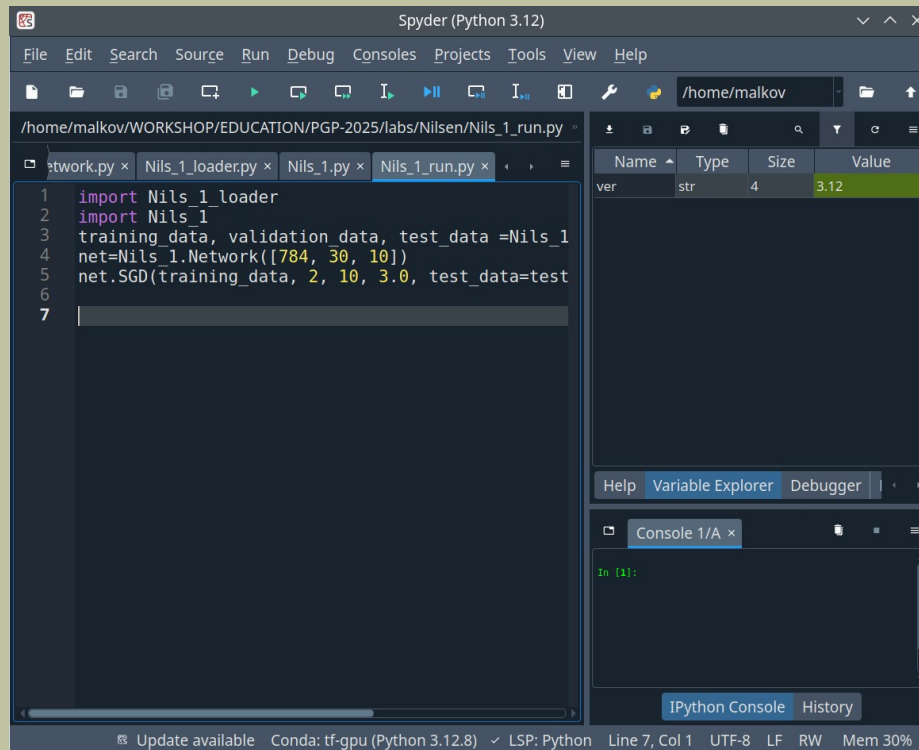 Spyder (Python 3.12)
File Edit Search Source Run Debug Consoles Projects Tools View Help
/home/malkov
/home/malkov/WORKSHOP/EDUCATION/PGP-2025/labs/Nilsen/Nils_1_run.py
etwork.py × Nils_1_loader.py × Nils_1.py × Nils_1_run.py ×
1 import Nils_1_loader
2 import Nils_1
3 training_data, validation_data, test_data =Nils_1
4 net=Nils_1.Network([784, 30, 10])
5 net.SGD(training_data, 2, 10, 3.0, test_data=test
6
7
Name Type Size Value
ver str 4 3.12
Help Variable Explorer Debugger
Console 1/A ×
In [1]:
IPython Console History
Update available Conda: tf-gpu (Python 3.12.8) ✓ LSP: Python Line 7, Col 1 UTF-8 LF RW Mem 30%